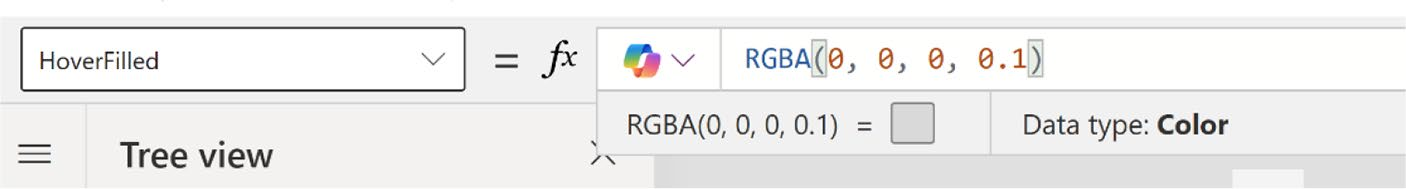 HoverFilled = fx RGBA(0, 0, 0, 0.1)
RGBA(0, 0, 0, 0.1) = Data type: Color
Tree view